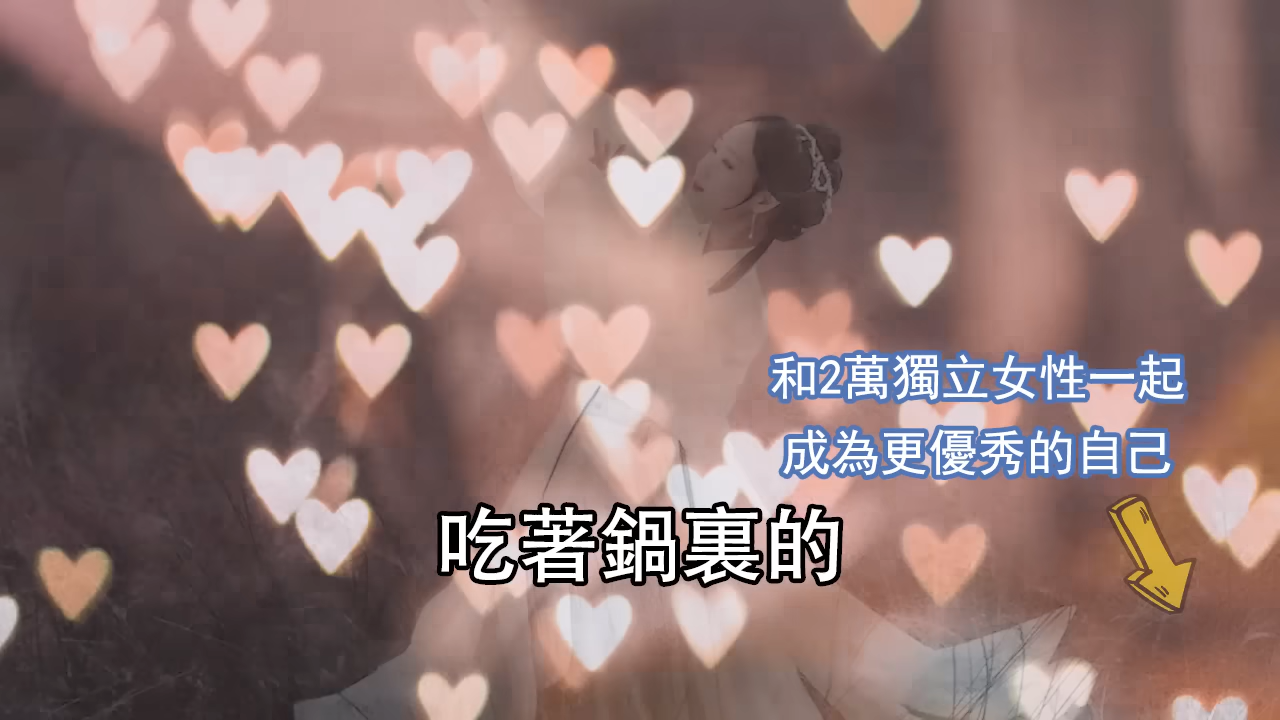 和2萬獨立女性一起
成為更優秀的自己
吃著鍋裏的